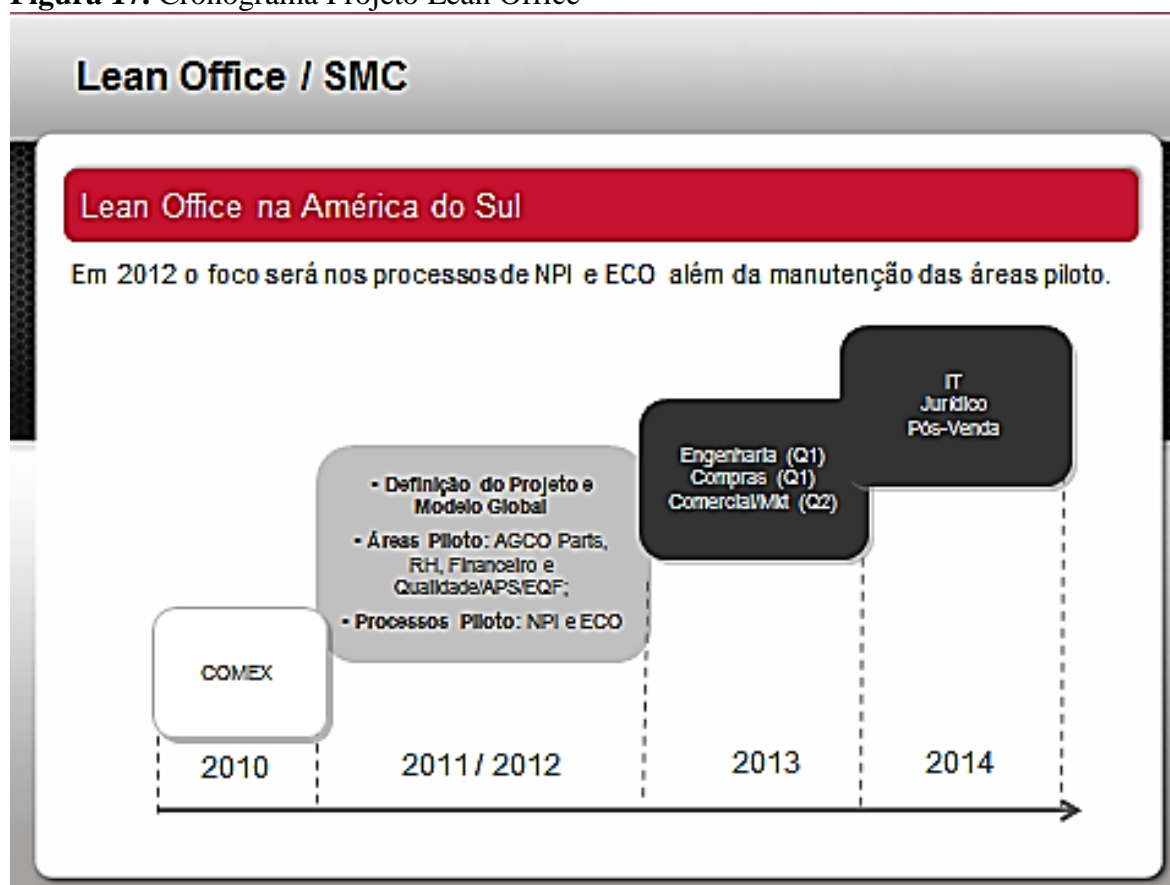 Figura 17. Cronograma Projeto Lean Office
Lean Office / SMC
Lean Office na América do Sul
Em 2012 o foco será nos processos de NPI e ECO além da manutenção das áreas piloto.
IT
Jurídico
Pós-Venda
Engenharia (Q1)
Compras (Q1)
Comercial/Mkt (Q2)
• Definição do Projeto e
Modelo Global
• Áreas Piloto: AGCO Parts,
RH, Financeiro e
Qualidade/APS/EQF;
• Processos Piloto: NPI e ECO
COMEX
2010
2011 / 2012
2013
2014